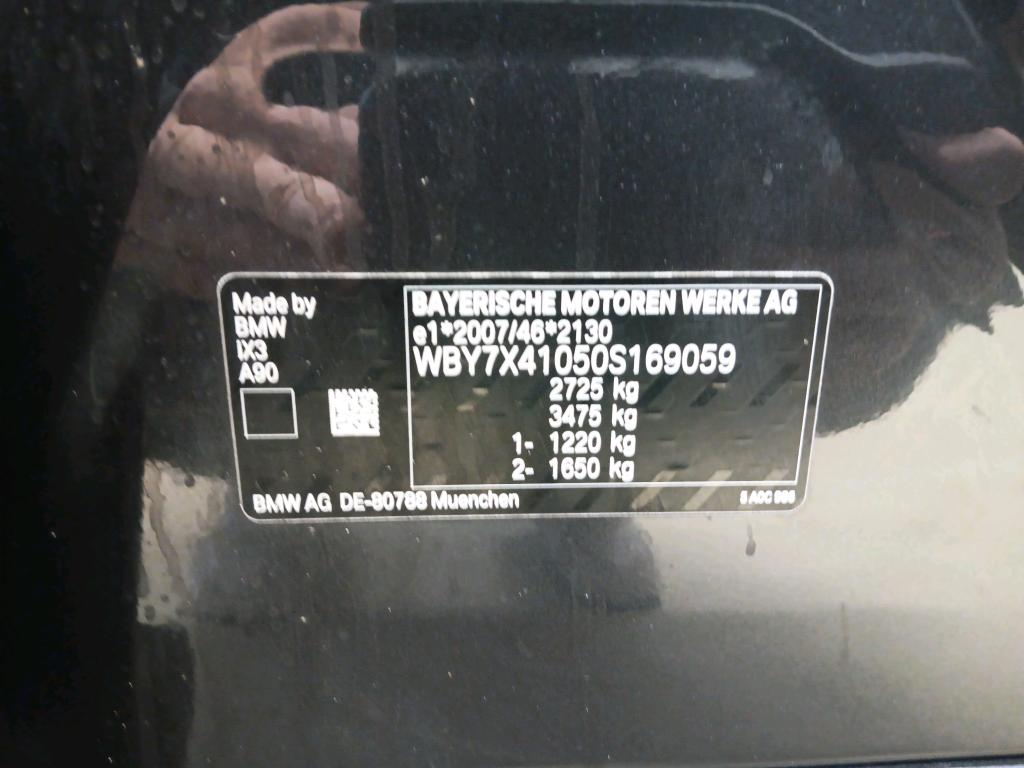 Made by
BMW
IX3
A90
BAYERISCHE MOTOREN WERKE AG
e1*2007/46*2130
WBY7X41050S169059
2725 kg
3475 kg
1- 1220 kg
2- 1650 kg
BMW AG DE-80788 Muenchen